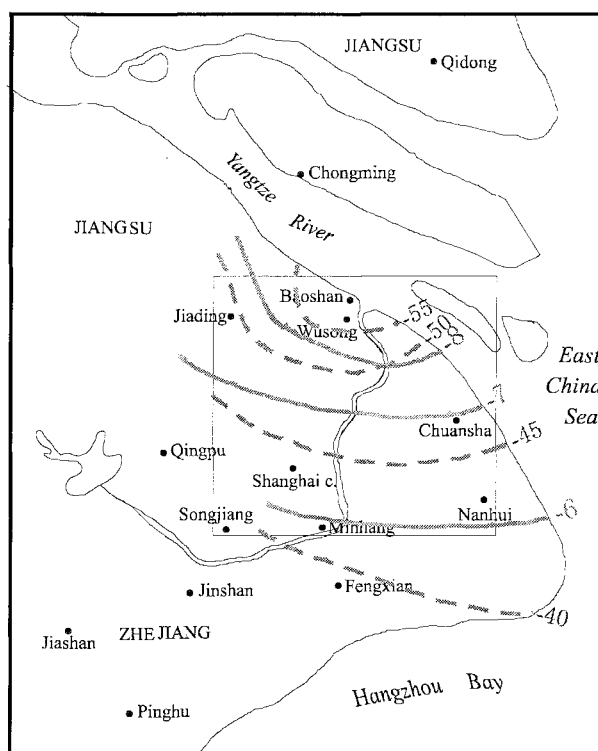 JIANGSU
Qidong
Chongming
Yangtze
River
JIANGSU
Baoshan
Jiading
Wusong
-55
-50
-8
East
China
Sea
-7
Chuansha
-45
Qingpu
Shanghai c.
Nanhui
-6
Songjiang
Minhang
Jinshan
Fengxian
-40
Jiashan
ZHEJIANG
Hangzhou Bay
Pinghu